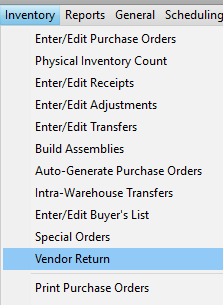 Inventory Reports General Scheduling
Enter/Edit Purchase Orders
Physical Inventory Count
Enter/Edit Receipts
Enter/Edit Adjustments
Enter/Edit Transfers
Build Assemblies
Auto-Generate Purchase Orders
Intra-Warehouse Transfers
Enter/Edit Buyer's List
Special Orders
Vendor Return
Print Purchase Orders